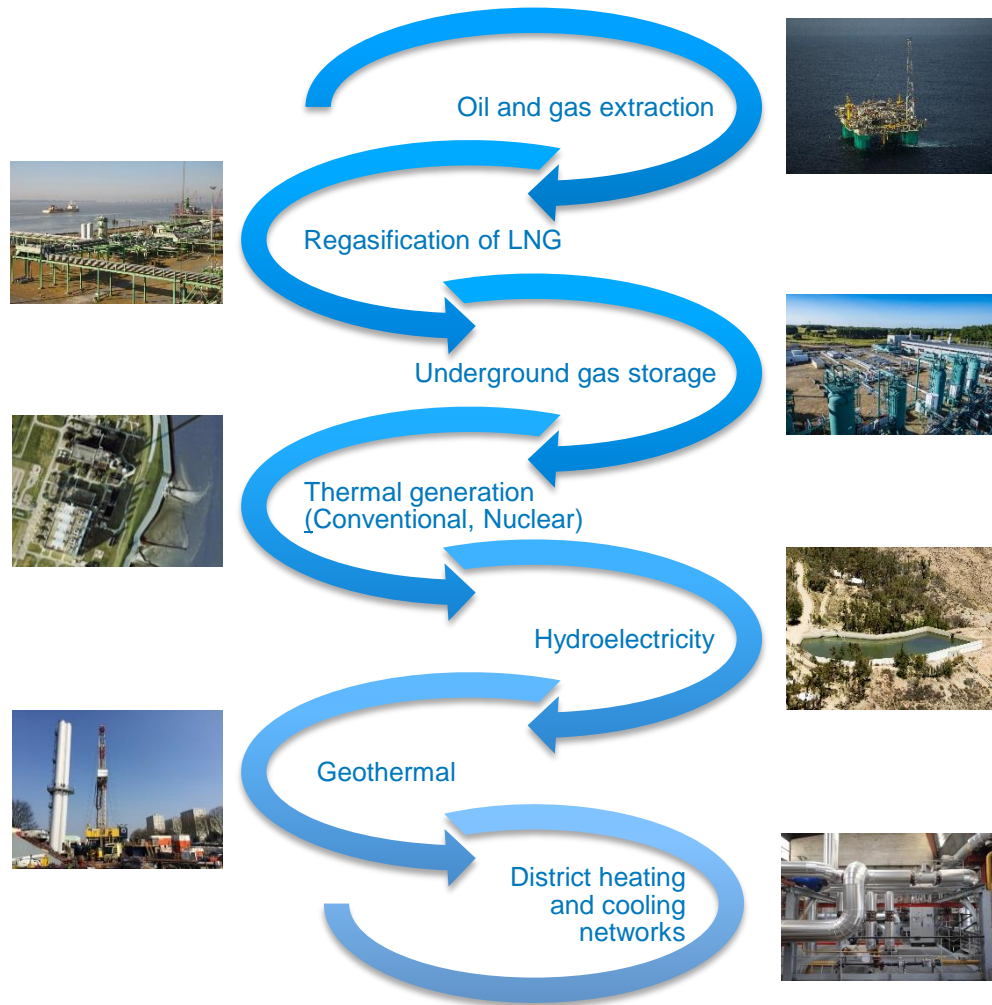 Oil and gas extraction
Regasification of LNG
Underground gas storage
Thermal generation
(Conventional, Nuclear)
Hydroelectricity
Geothermal
District heating
and cooling
networks